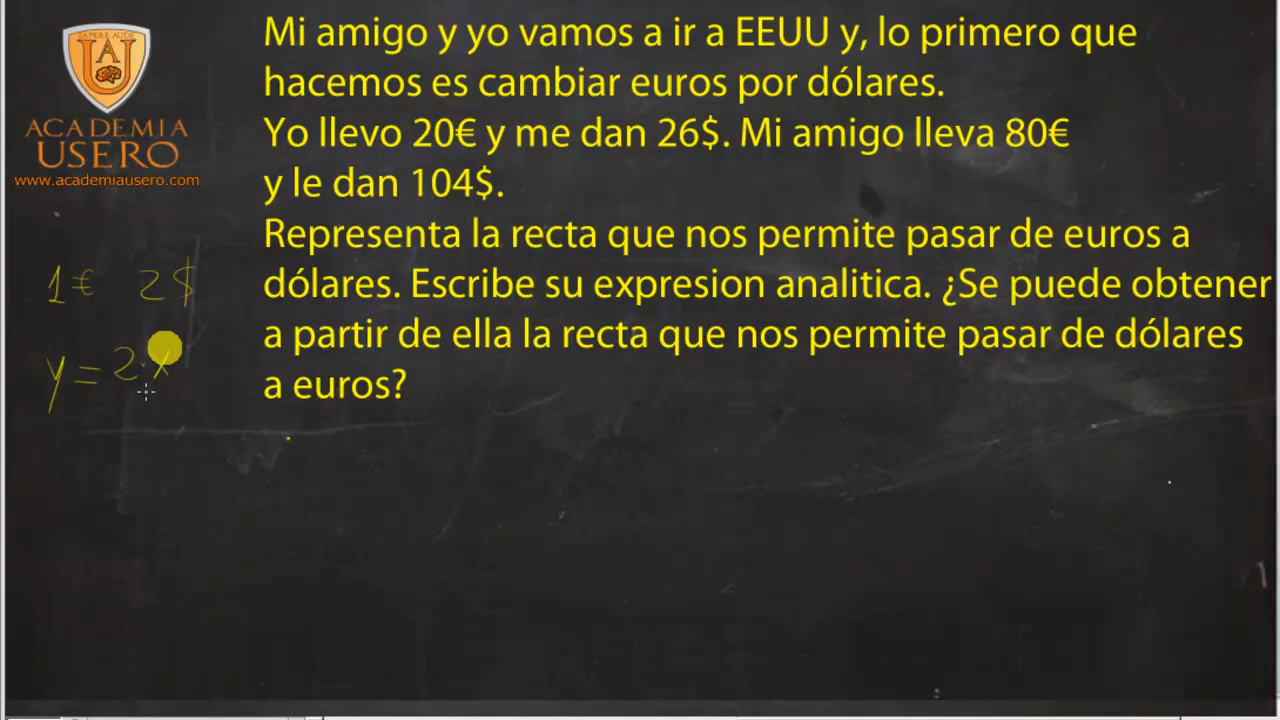 SAPERE AUDE
UA
ACADEMIA
USERO
www.academiausero.com
Mi amigo y yo vamos a ir a EEUU y, lo primero que
hacemos es cambiar euros por dólares.
Yo llevo 20€ y me dan 26$. Mi amigo lleva 80€
y le dan 104$.
Representa la recta que nos permite pasar de euros a
dólares. Escribe su expresion analitica. ¿Se puede obtener
a partir de ella la recta que nos permite pasar de dólares
a euros?
1€ 2$
y = 2·x